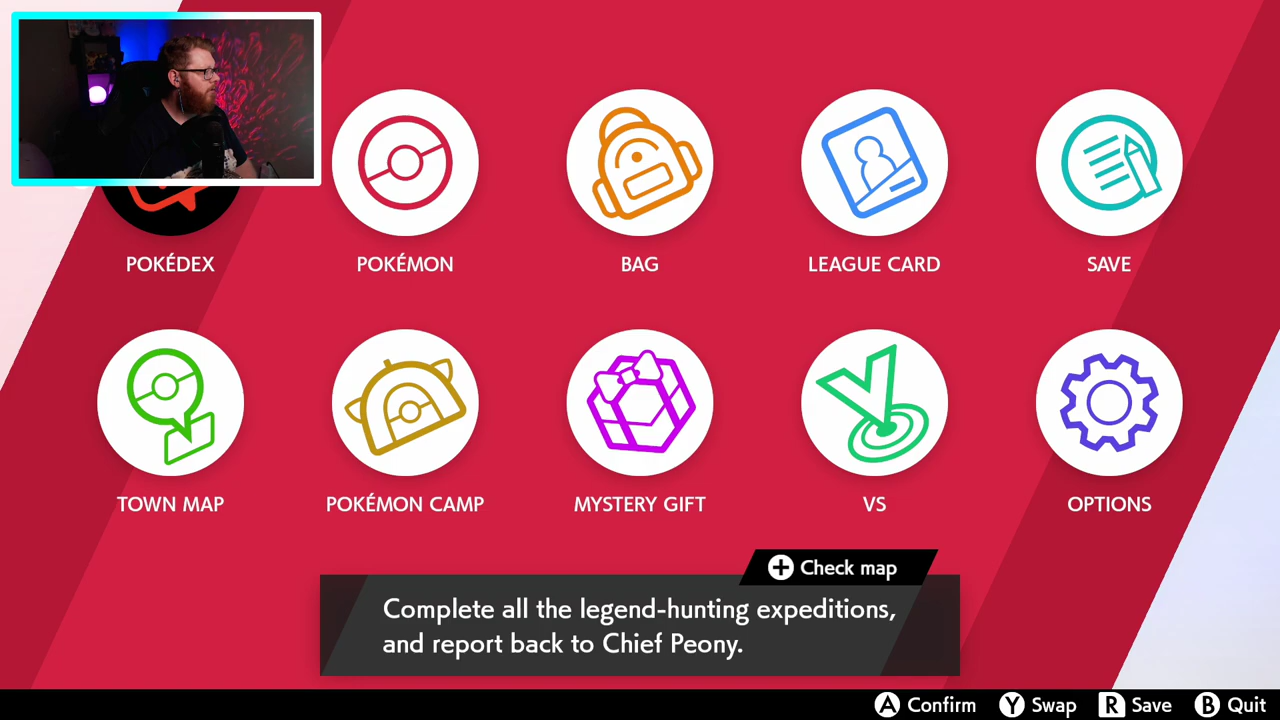 POKÉDEX
POKÉMON
BAG
LEAGUE CARD
SAVE
TOWN MAP
POKÉMON CAMP
MYSTERY GIFT
VS
OPTIONS
Check map
Complete all the legend-hunting expeditions,
and report back to Chief Peony.
A Confirm Y Swap R Save B Quit